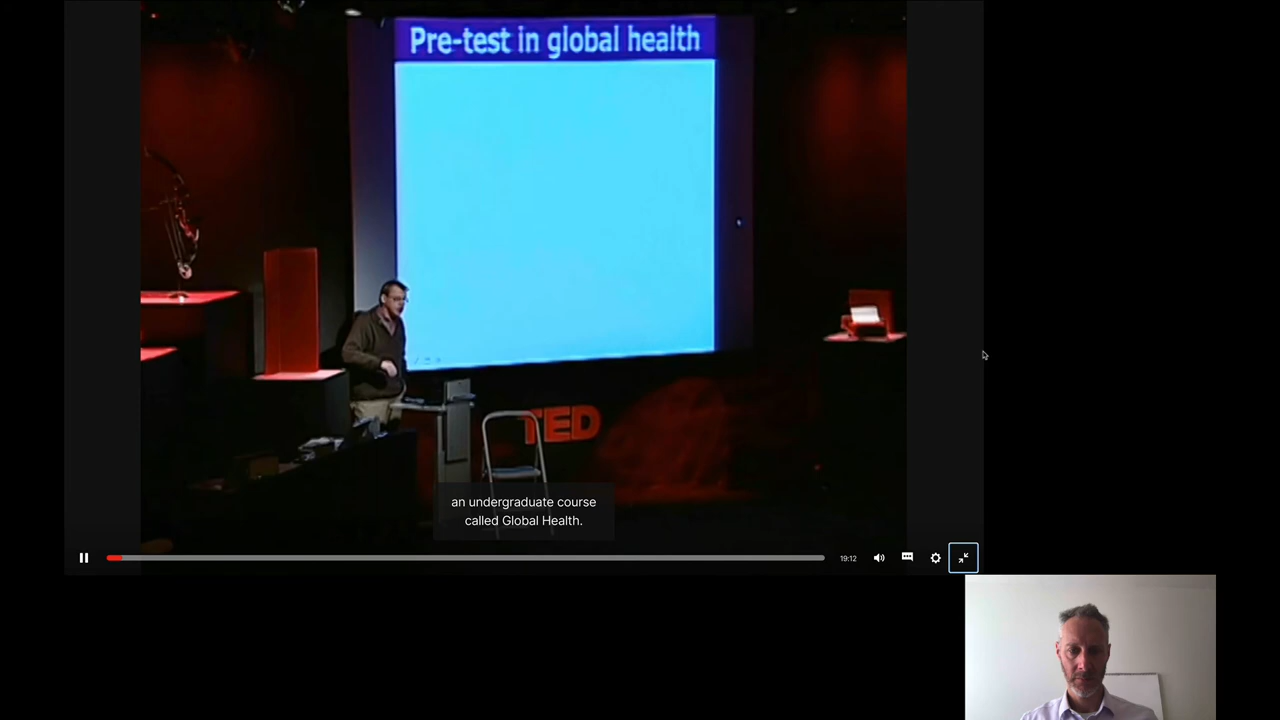 Pre-test in global health
TED
an undergraduate course
called Global Health.
19:12